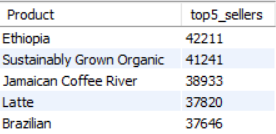 Product top5_sellers
Ethiopia 42211
Sustainably Grown Organic 41241
Jamaican Coffee River 38933
Latte 37820
Brazilian 37646